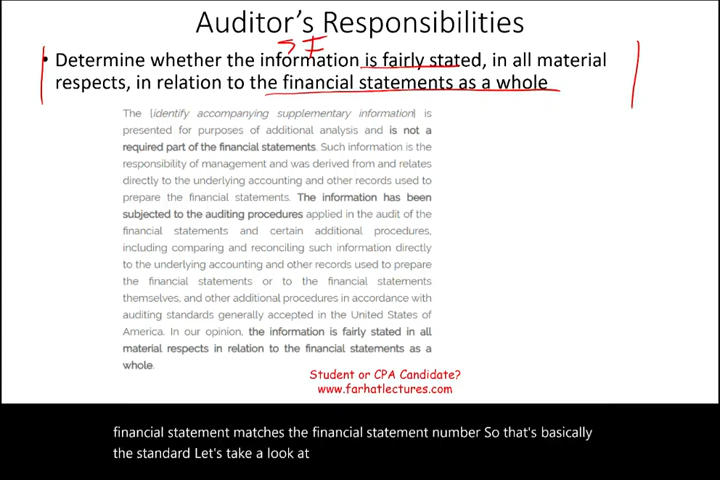 Auditor's Responsibilities
SI
• Determine whether the information is fairly stated, in all material
respects, in relation to the financial statements as a whole
The [identify accompanying supplementary information] is
presented for purposes of additional analysis and is not a
required part of the financial statements. Such information is the
responsibility of management and was derived from and relates
directly to the underlying accounting and other records used to
prepare the financial statements. The information has been
subjected to the auditing procedures applied in the audit of the
financial statements and certain additional procedures,
including comparing and reconciling such information directly
to the underlying accounting and other records used to prepare
the financial statements or to the financial statements
themselves, and other additional procedures in accordance with
auditing standards generally accepted in the United States of
America. In our opinion, the information is fairly stated in all
material respects in relation to the financial statements as a
whole.
Student or CPA Candidate?
www.farhatlectures.com
financial statement matches the financial statement number So that's basically
the standard Let's take a look at